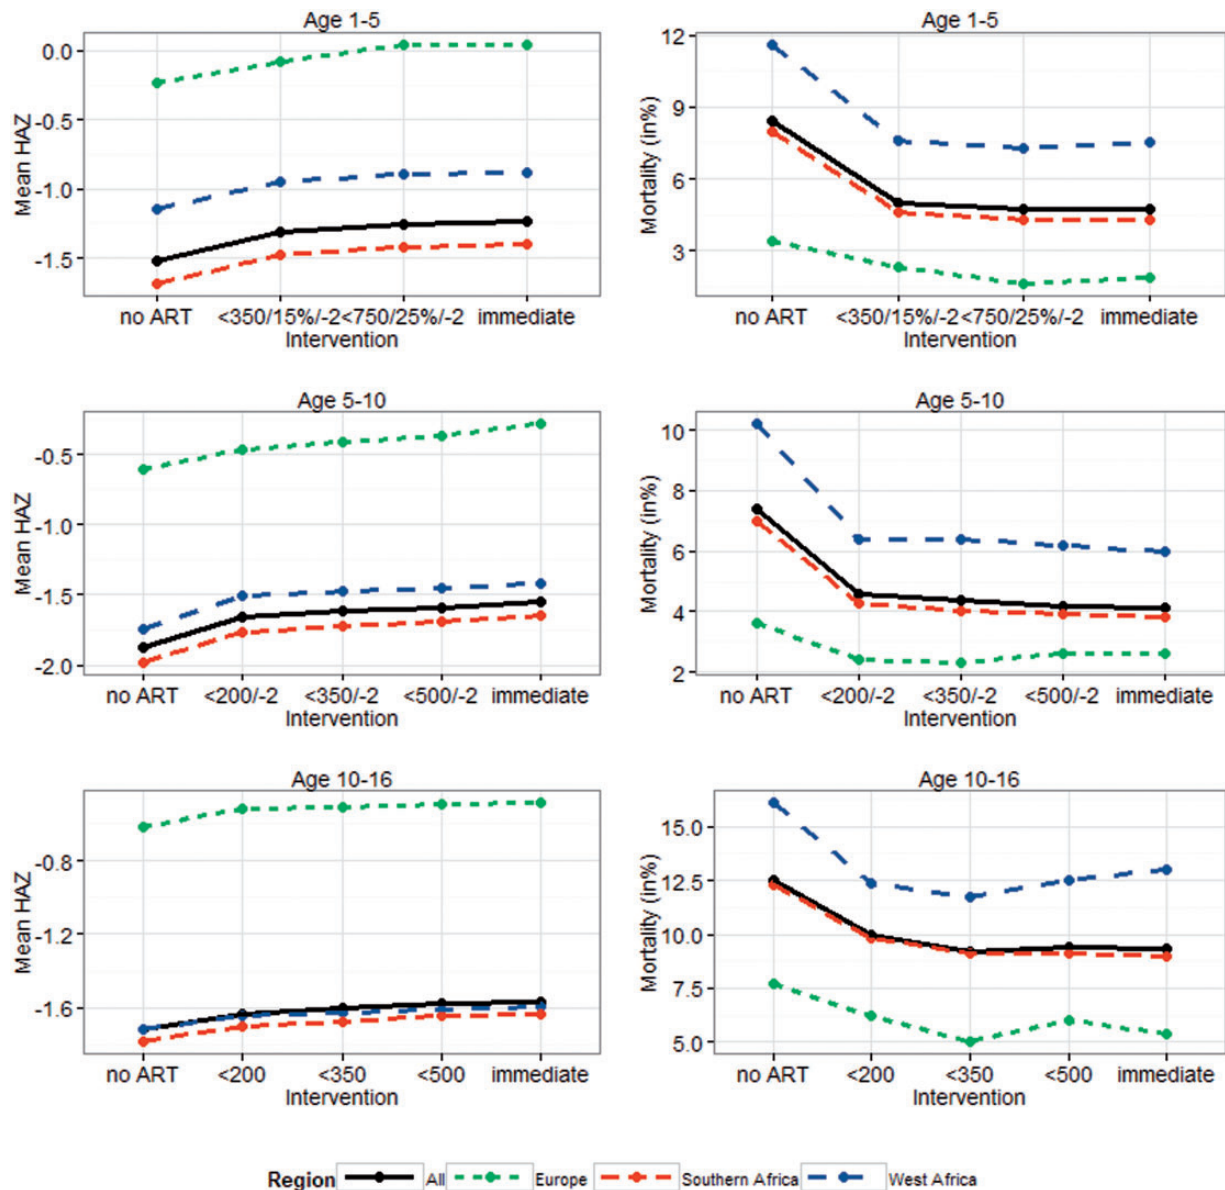 Age 1-5
0.0
-0.5
-1.0
-1.5
Mean HAZ
no ART <350/15%/-2 <750/25%/-2 immediate
Intervention
Age 1-5
12
9
6
3
Mortality (in%)
no ART <350/15%/-2 <750/25%/-2 immediate
Intervention
Age 5-10
-0.5
-1.0
-1.5
-2.0
Mean HAZ
no ART <200/-2 <350/-2 <500/-2 immediate
Intervention
Age 5-10
10
8
6
4
2
Mortality (in%)
no ART <200/-2 <350/-2 <500/-2 immediate
Intervention
Age 10-16
-0.8
-1.2
-1.6
Mean HAZ
no ART <200 <350 <500 immediate
Intervention
Age 10-16
15.0
12.5
10.0
7.5
5.0
Mortality (in%)
no ART <200 <350 <500 immediate
Intervention
Region All Europe Southern Africa West Africa